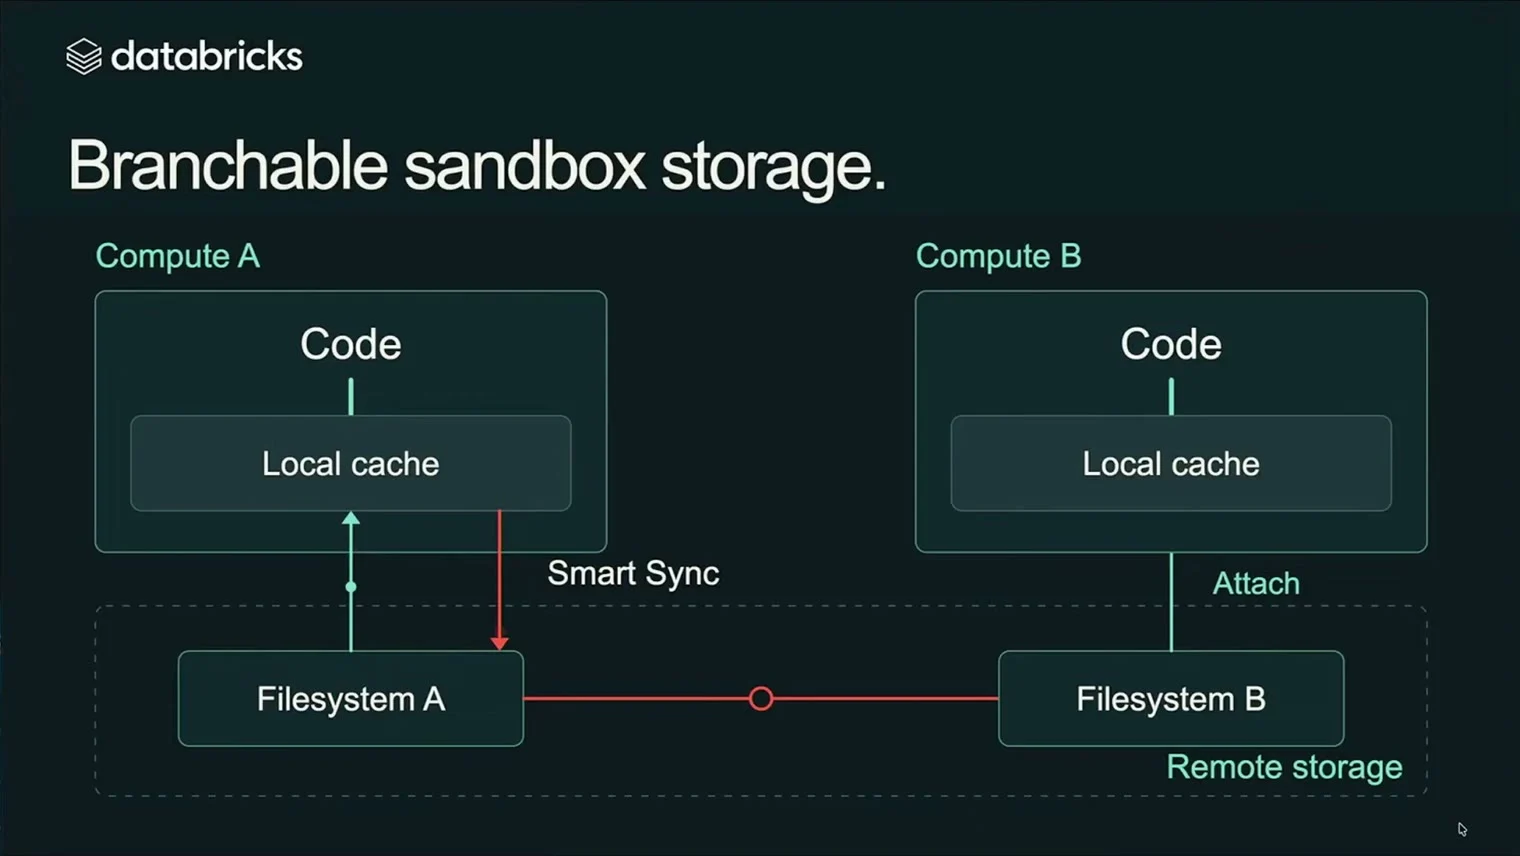 databricks
Branchable sandbox storage.
Compute A
Compute B
Code
Code
Local cache
Local cache
Smart Sync
Attach
Filesystem A
Filesystem B
Remote storage